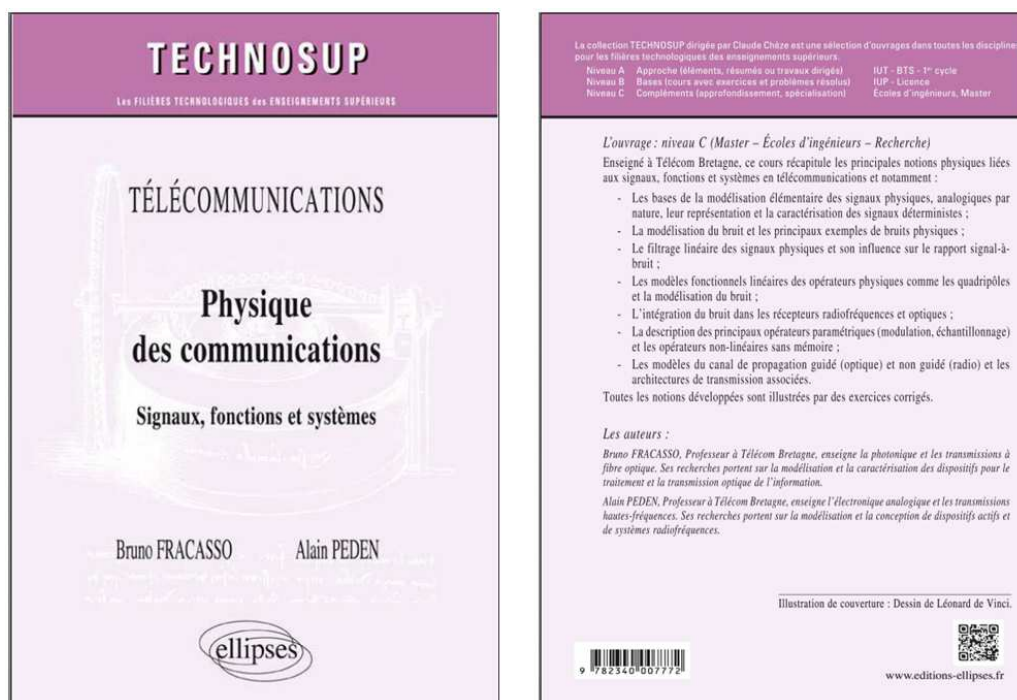 TECHNOSUP
Les FILIÈRES TECHNOLOGIQUES des ENSEIGNEMENTS SUPÉRIEURS
TÉLÉCOMMUNICATIONS
Physique
des communications
Signaux, fonctions et systèmes
Bruno FRACASSO Alain PEDEN
ellipses
La collection TECHNOSUP dirigée par Claude Chèze est une sélection d'ouvrages dans toutes les discipline
pour les filières technologiques des enseignements supérieurs.
Niveau A Approche (éléments, résumés ou travaux dirigés) IUT - BTS - 1er cycle
Niveau B Bases (cours avec exercices et problèmes résolus) IUP - Licence
Niveau C Compléments (approfondissement, spécialisation) Écoles d'ingénieurs, Master
L'ouvrage : niveau C (Master – Écoles d'ingénieurs – Recherche)
Enseigné à Télécom Bretagne, ce cours récapitule les principales notions physiques liées
aux signaux, fonctions et systèmes en télécommunications et notamment :
- Les bases de la modélisation élémentaire des signaux physiques, analogiques par
nature, leur représentation et la caractérisation des signaux déterministes ;
- La modélisation du bruit et les principaux exemples de bruits physiques ;
- Le filtrage linéaire des signaux physiques et son influence sur le rapport signal-à-
bruit ;
- Les modèles fonctionnels linéaires des opérateurs physiques comme les quadripôles
et la modélisation du bruit ;
- L'intégration du bruit dans les récepteurs radiofréquences et optiques ;
- La description des principaux opérateurs paramétriques (modulation, échantillonnage)
et les opérateurs non-linéaires sans mémoire ;
- Les modèles du canal de propagation guidé (optique) et non guidé (radio) et les
architectures de transmission associées.
Toutes les notions développées sont illustrées par des exercices corrigés.
Les auteurs :
Bruno FRACASSO, Professeur à Télécom Bretagne, enseigne la photonique et les transmissions à
fibre optique. Ses recherches portent sur la modélisation et la caractérisation des dispositifs pour le
traitement et la transmission optique de l'information.
Alain PEDEN, Professeur à Télécom Bretagne, enseigne l'électronique analogique et les transmissions
hautes-fréquences. Ses recherches portent sur la modélisation et la conception de dispositifs actifs et
de systèmes radiofréquences.
Illustration de couverture : Dessin de Léonard de Vinci.
9 782340 007772
www.editions-ellipses.fr